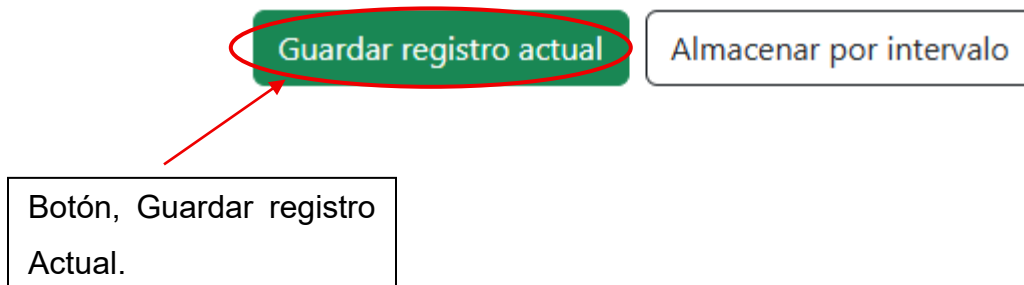 Guardar registro actual
Almacenar por intervalo
Botón, Guardar registro
Actual.